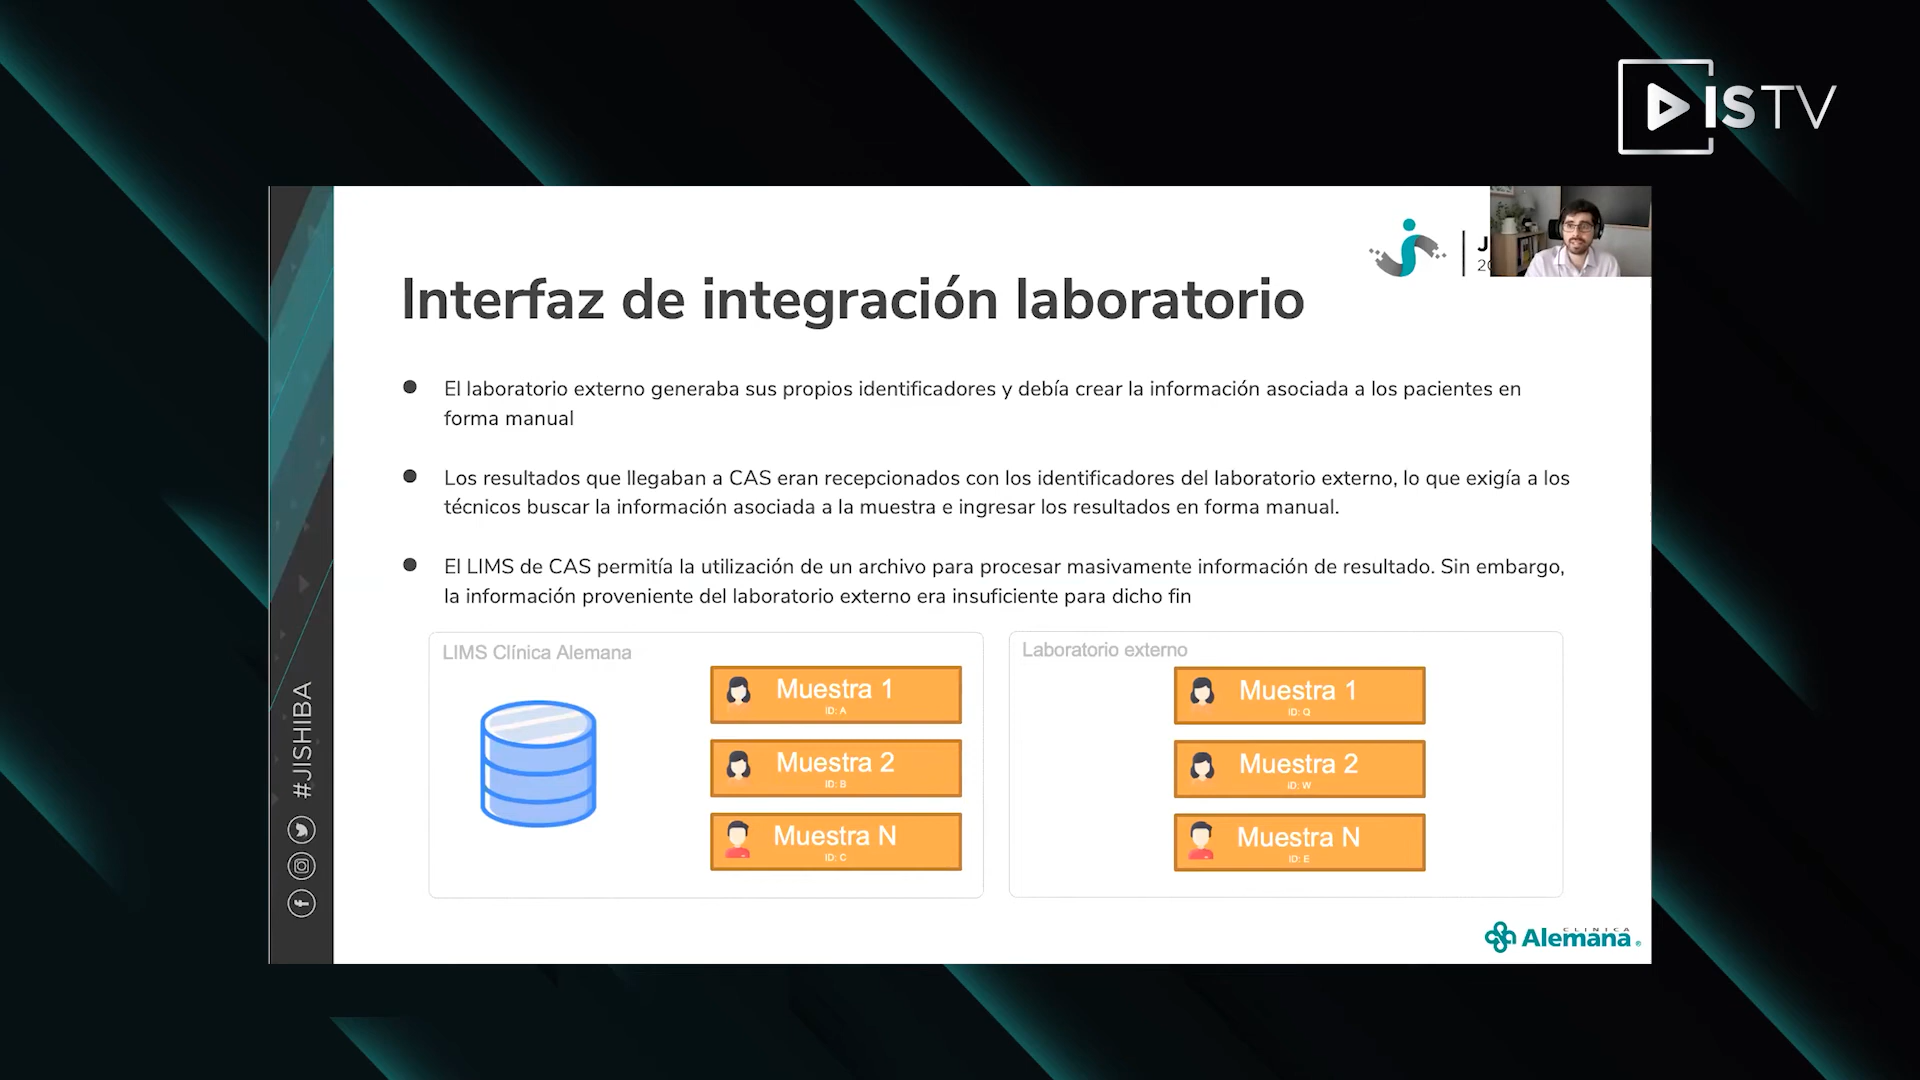 ISTV
J
20
Interfaz de integración laboratorio
El laboratorio externo generaba sus propios identificadores y debía crear la información asociada a los pacientes en
forma manual
Los resultados que llegaban a CAS eran recepcionados con los identificadores del laboratorio externo, lo que exigía a los
técnicos buscar la información asociada a la muestra e ingresar los resultados en forma manual.
El LIMS de CAS permitía la utilización de un archivo para procesar masivamente información de resultado. Sin embargo,
la información proveniente del laboratorio externo era insuficiente para dicho fin
LIMS Clínica Alemana
Muestra 1
ID: A
Muestra 2
ID: B
Muestra N
ID: C
Laboratorio externo
Muestra 1
ID: Q
Muestra 2
ID: W
Muestra N
ID: E
#JISHIBA
CLINICA
Alemana